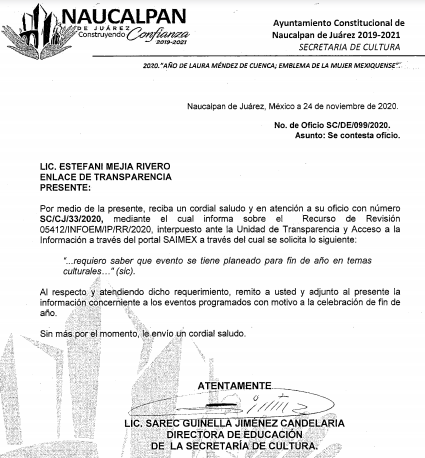 NAUCALPAN
DE JUÁREZ
Construyendo Confianza
2019-2021
Ayuntamiento Constitucional de
Naucalpan de Juárez 2019-2021
SECRETARIA DE CULTURA
2020. "AÑO DE LAURA MÉNDEZ DE CUENCA; EMBLEMA DE LA MUJER MEXIQUENSE".
Naucalpan de Juárez, México a 24 de noviembre de 2020.
No. de Oficio SC/DE/099/2020.
Asunto: Se contesta oficio.
LIC. ESTEFANI MEJIA RIVERO
ENLACE DE TRANSPARENCIA
PRESENTE:
Por medio de la presente, reciba un cordial saludo y en atención a su oficio con número
SC/CJ/33/2020, mediante el cual informa sobre el Recurso de Revisión
05412/INFOEM/IP/RR/2020, interpuesto ante la Unidad de Transparencia y Acceso a la
Información a través del portal SAIMEX a través del cual se solicita lo siguiente:
"...requiero saber que evento se tiene planeado para fin de año en temas
culturales…" (sic).
Al respecto y atendiendo dicho requerimiento, remito a usted y adjunto al presente la
información concerniente a los eventos programados con motivo a la celebración de fin de
año.
Sin más por el momento, le envío un cordial saludo.
ATENTAMENTE
LIC. SAREC GUINELLA JIMÉNEZ CANDELARIA
DIRECTORA DE EDUCACIÓN
DE LA SECRETARÍA DE CULTURA.